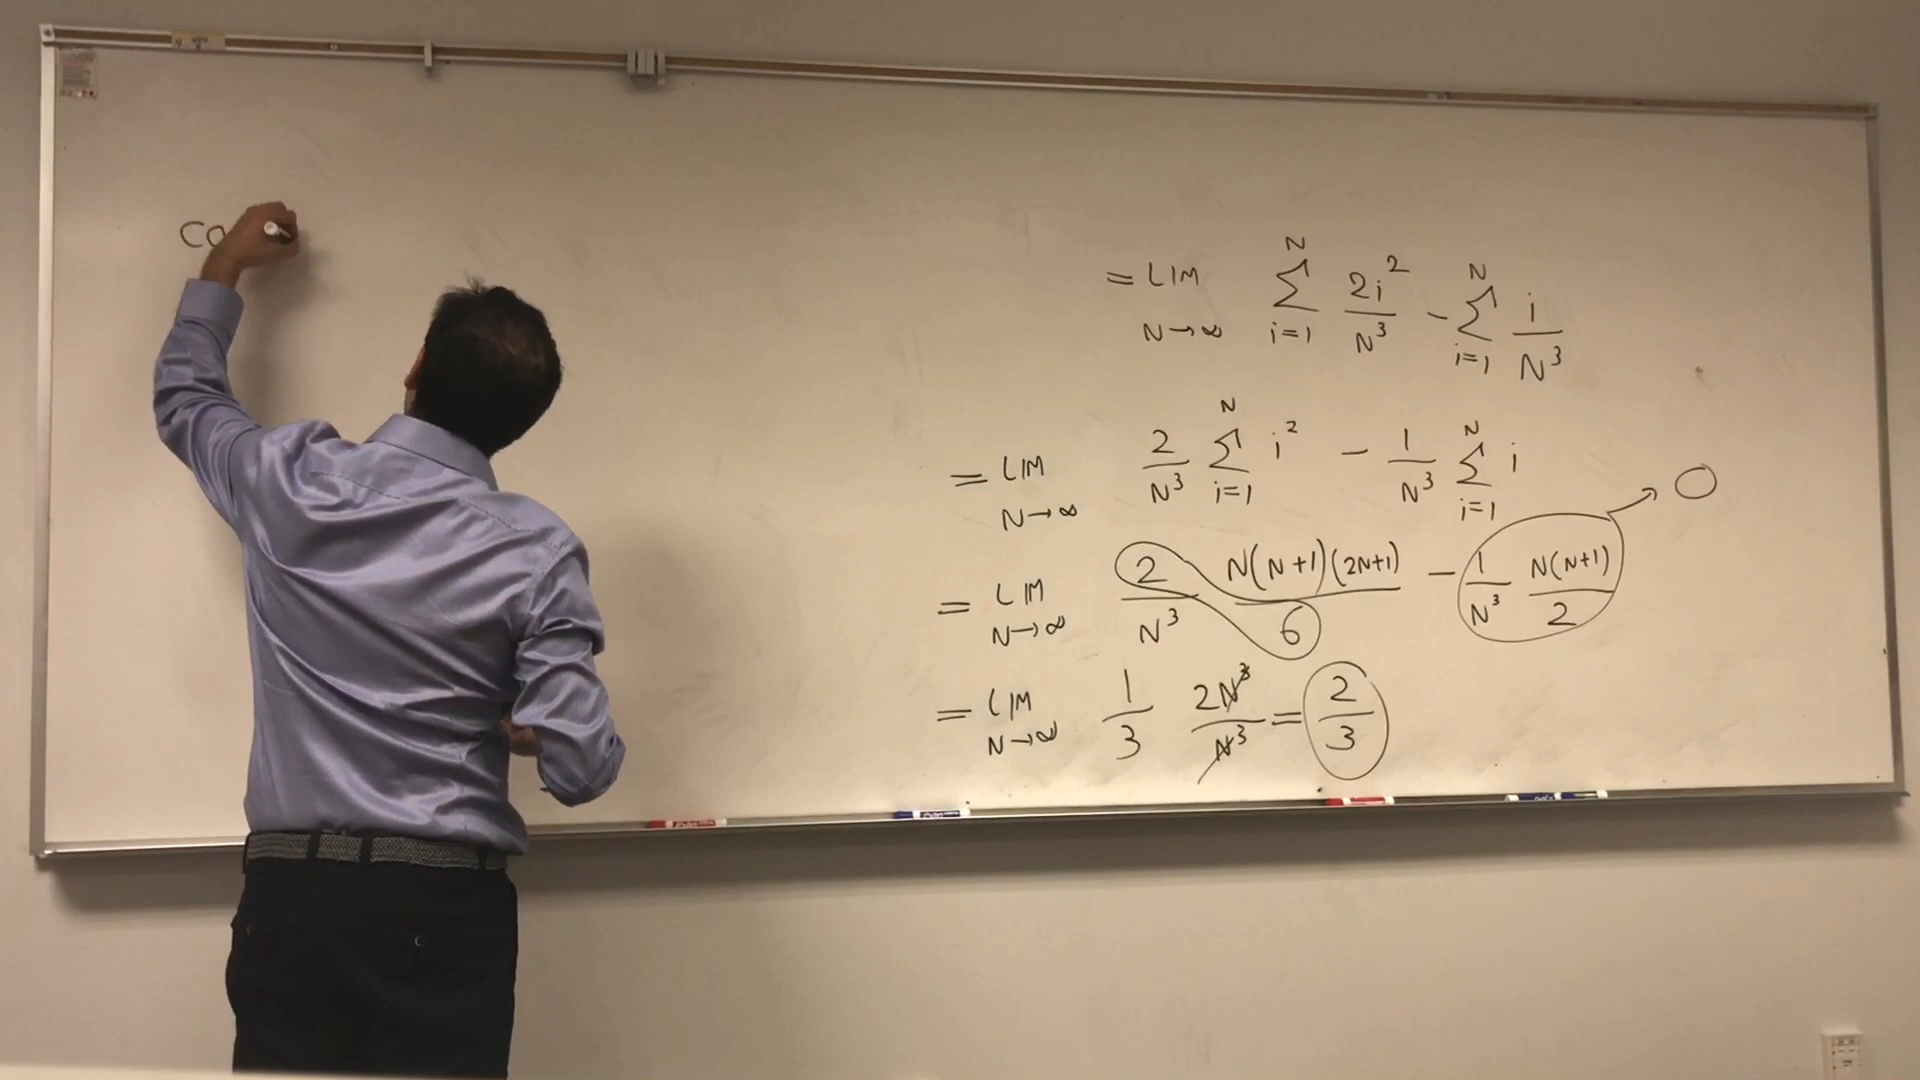 Co
= LIM N→∞ N Σ i=1 2i² / N³ - N Σ i=1 i / N³
= LIM N→∞ 2 / N³ N Σ i=1 i² - 1 / N³ N Σ i=1 i → 0
= LIM N→∞ 2 / N³ N(N+1)(2N+1) / 6 - 1 / N³ N(N+1) / 2
= LIM N→∞ 1 / 3 2N³ / N³ = 2 / 3